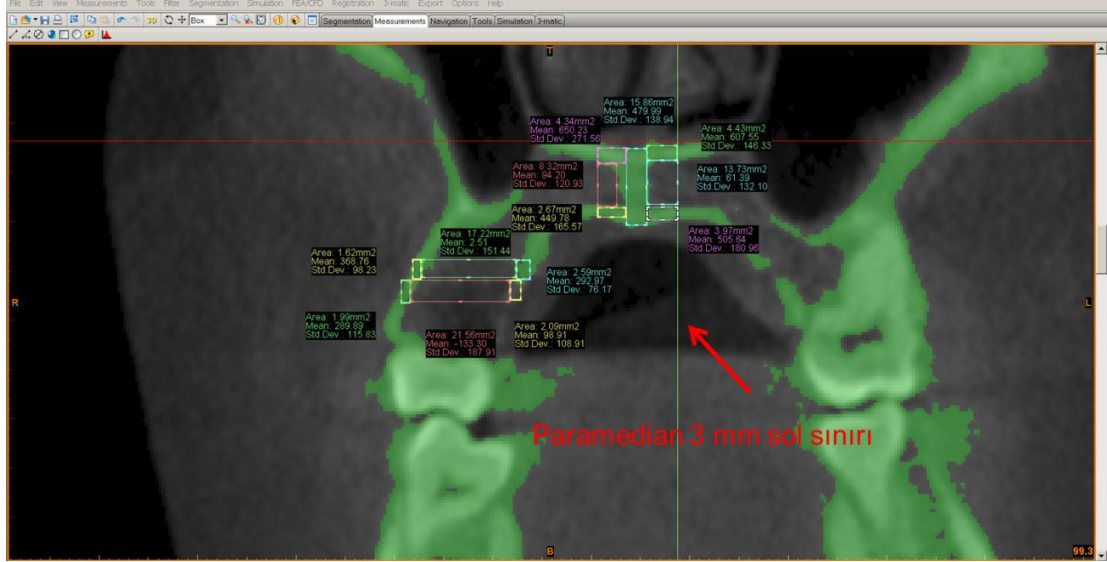 File Edit View Measurements Tools Filter Segmentation Simulation FEA/CFD Registration 3-matic Export Options Help
3D Box Segmentation Measurements Navigation Tools Simulation 3-matic
T
Area: 15.86mm2
Mean: 479.99
Std.Dev.: 138.94
Area: 4.34mm2
Mean: 650.23
Std.Dev.: 271.56
Area: 4.43mm2
Mean: 607.55
Std.Dev.: 146.33
Area: 8.32mm2
Mean: 94.20
Std.Dev.: 120.93
Area: 13.73mm2
Mean: 61.39
Std.Dev.: 132.10
Area: 2.67mm2
Mean: 449.78
Std.Dev.: 165.57
Area: 17.22mm2
Mean: 2.51
Std.Dev.: 151.44
Area: 3.97mm2
Mean: 505.64
Std.Dev.: 180.96
Area: 1.62mm2
Mean: 368.76
Std.Dev.: 98.23
Area: 2.59mm2
Mean: 292.97
Std.Dev.: 76.17
R
L
Area: 1.99mm2
Mean: 289.89
Std.Dev.: 115.83
Area: 21.56mm2
Mean: -133.30
Std.Dev.: 187.91
Area: 2.09mm2
Mean: 98.91
Std.Dev.: 108.91
Paramedian 3 mm sol sınırı
B
99.3